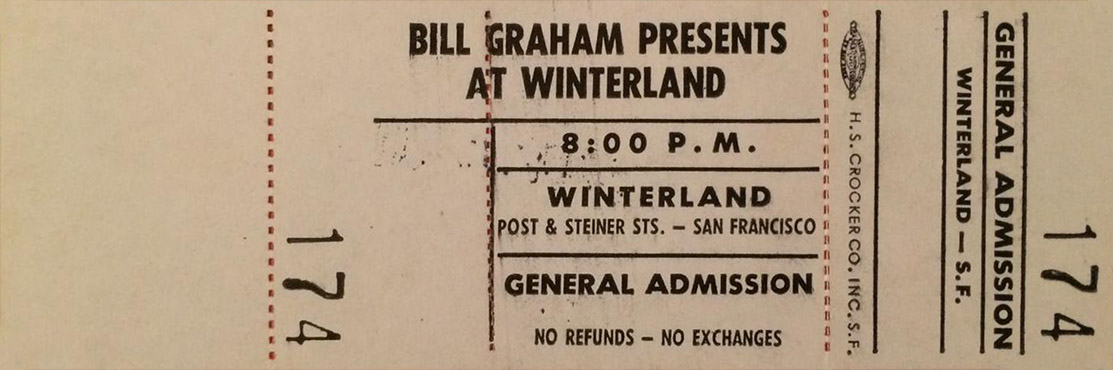 174
BILL GRAHAM PRESENTS
AT WINTERLAND
8:00 P.M.
WINTERLAND
POST & STEINER STS. – SAN FRANCISCO
GENERAL ADMISSION
NO REFUNDS – NO EXCHANGES
H.S. CROCKER CO. INC. S.F.
WINTERLAND – S.F.
GENERAL ADMISSION
174